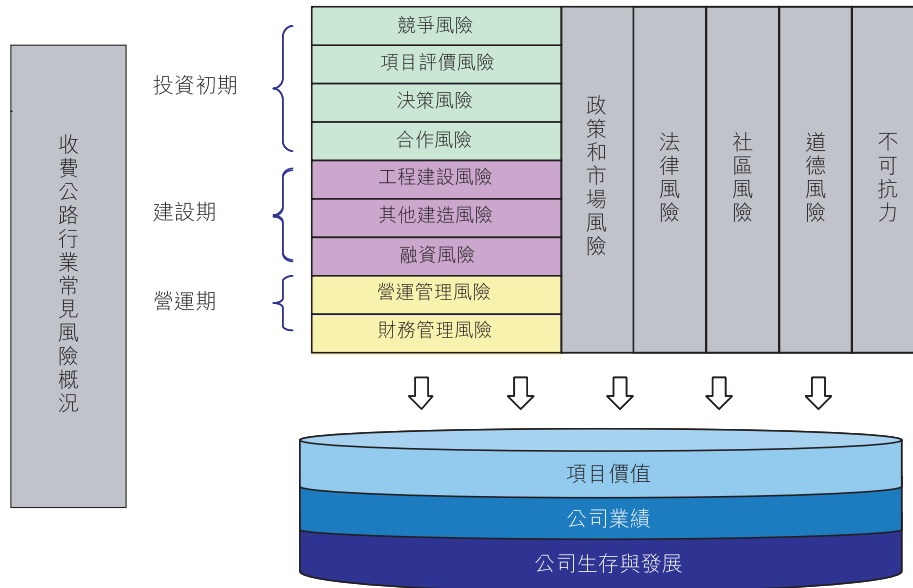 收費公路行業常見風險概況
投資初期
競爭風險
項目評價風險
決策風險
合作風險
建設期
工程建設風險
其他建造風險
融資風險
營運期
營運管理風險
財務管理風險
政策和市場風險
法律風險
社區風險
道德風險
不可抗力
項目價值
公司業績
公司生存與發展